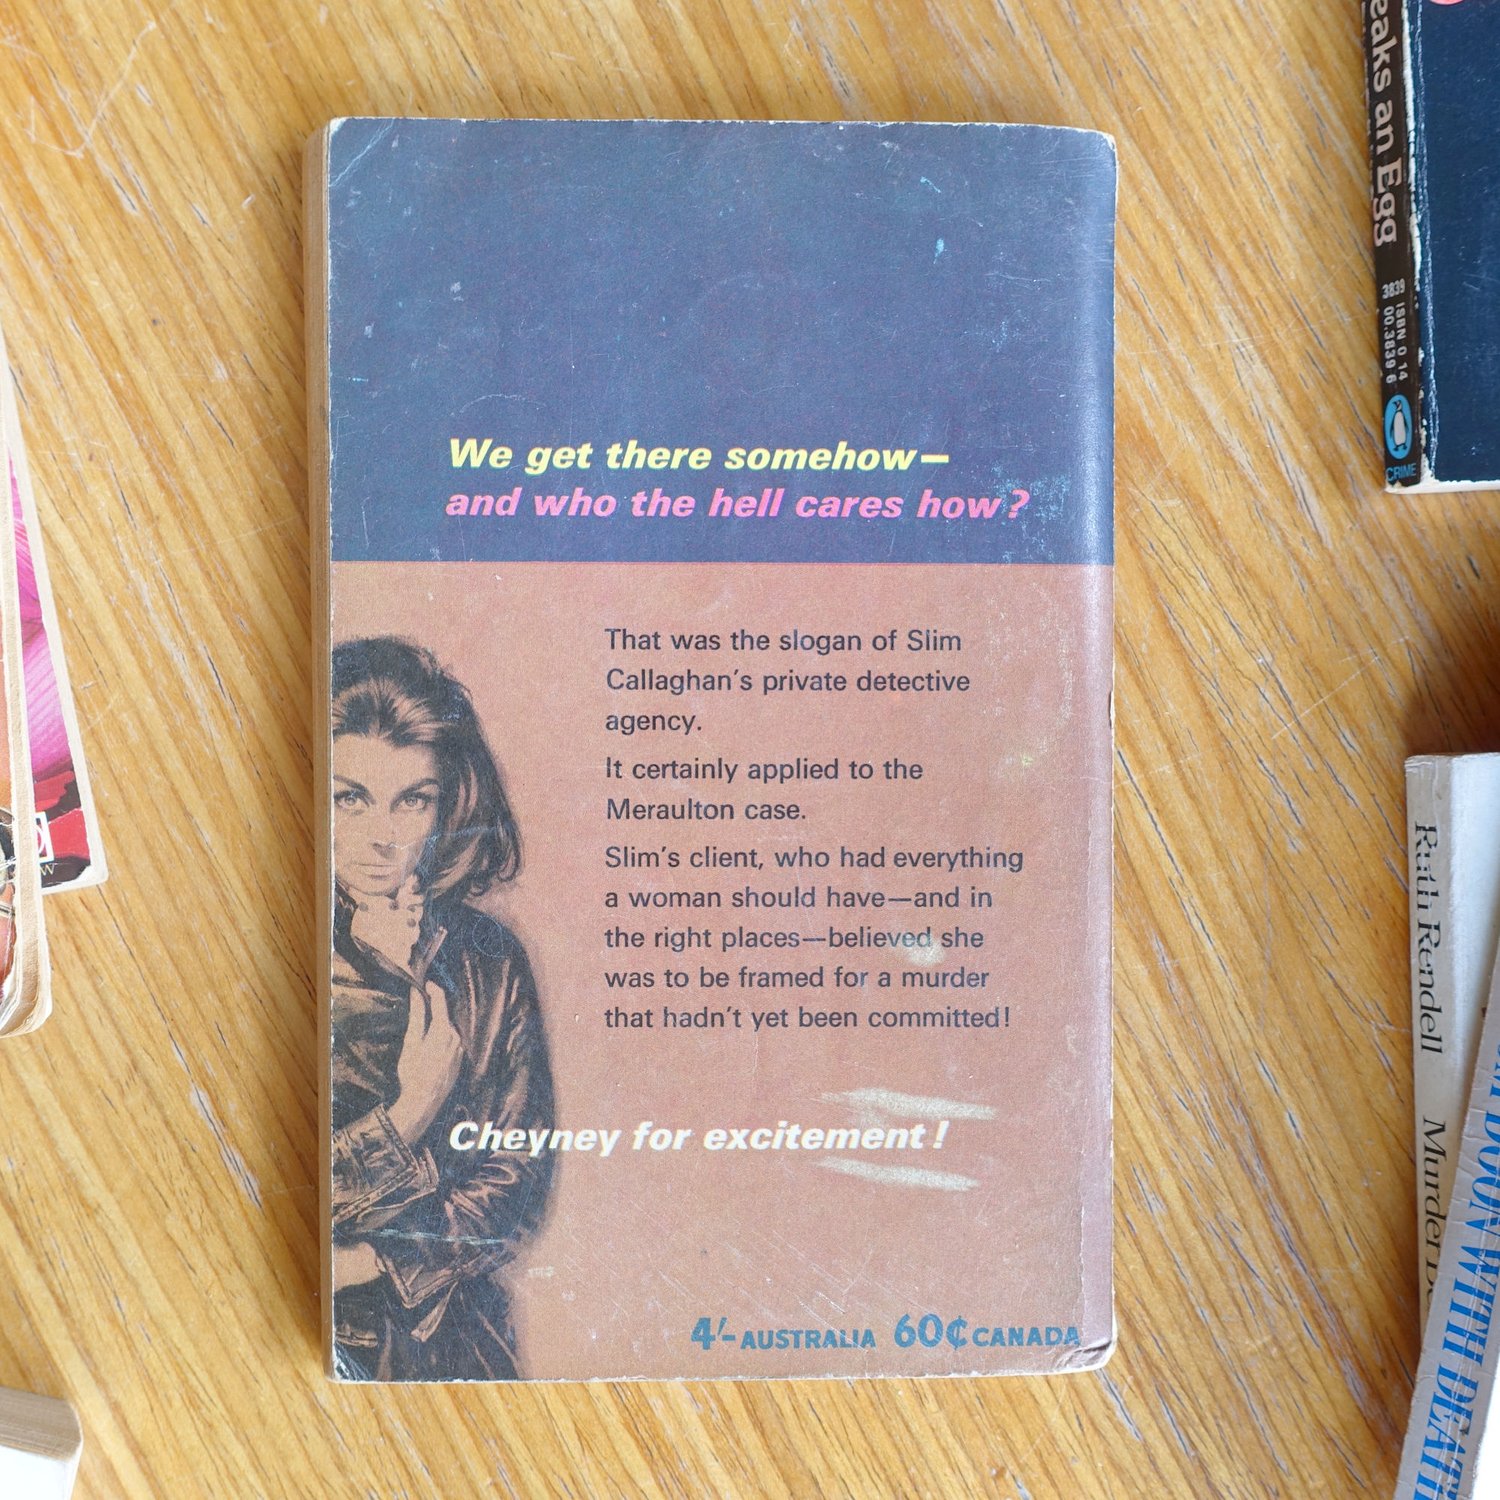 We get there somehow—
and who the hell cares how?
That was the slogan of Slim
Callaghan's private detective
agency.
It certainly applied to the
Meraulton case.
Slim's client, who had everything
a woman should have—and in
the right places—believed she
was to be framed for a murder
that hadn't yet been committed!
Cheyney for excitement!
4/- AUSTRALIA 60¢ CANADA
an Egg
3839
ISBN 0 14
00.3839 6
CRIME
Ruth Rendell
Murder
WITH DEATH